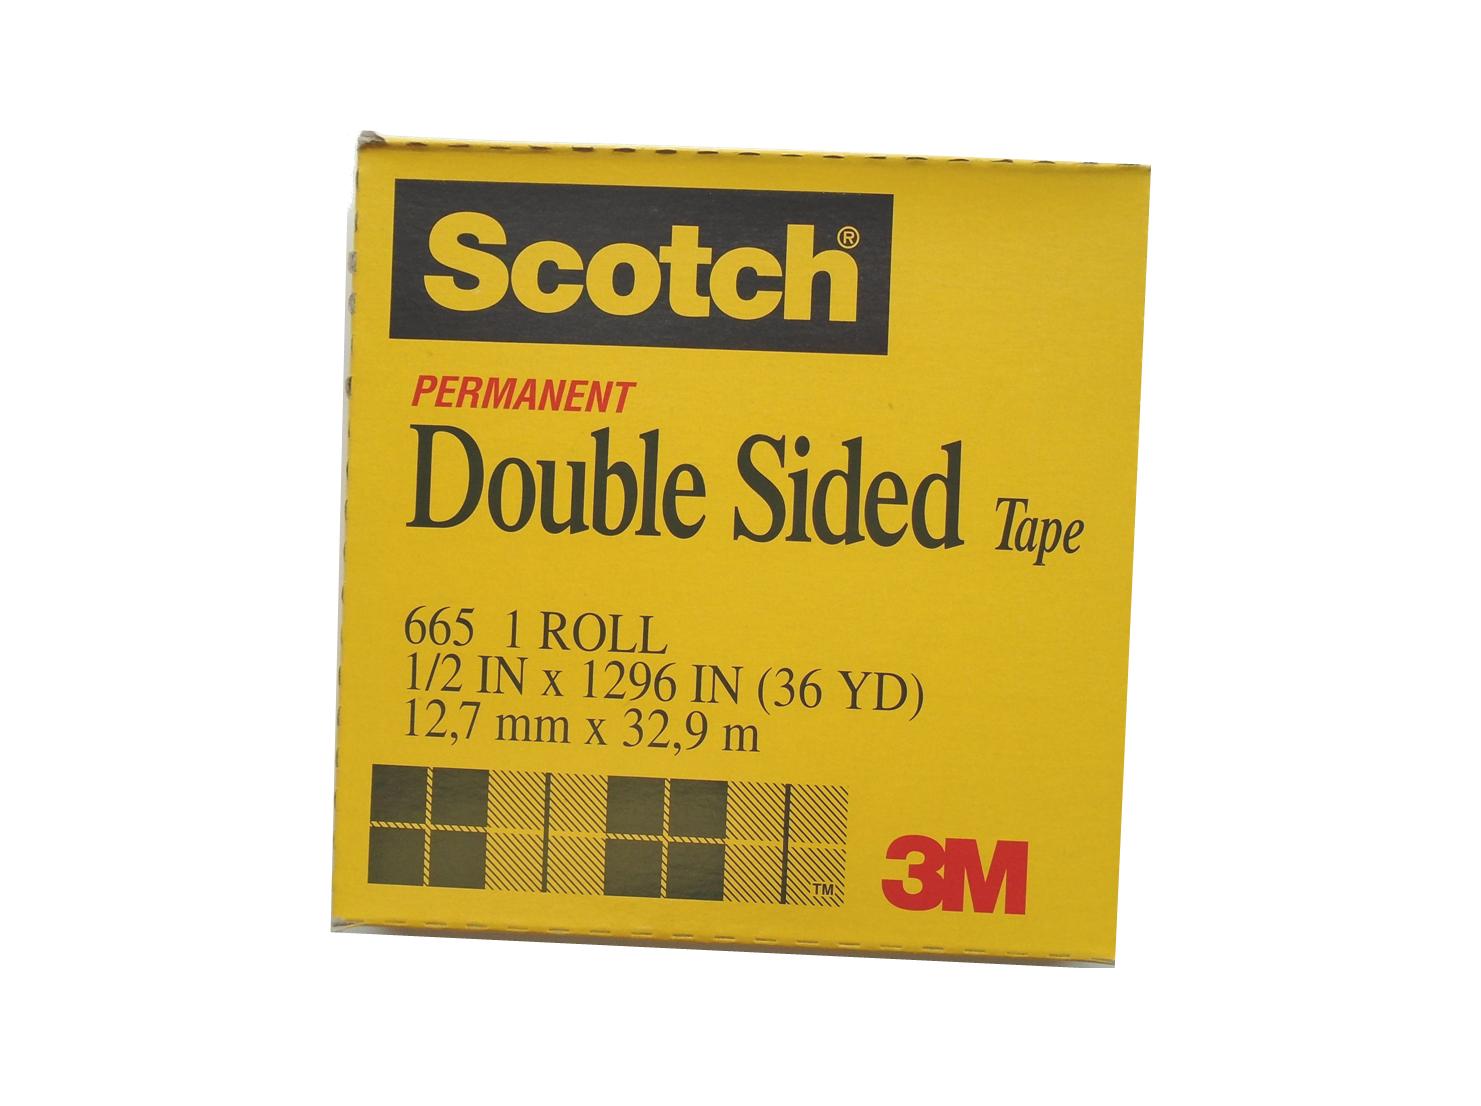 Scotch®
PERMANENT
Double Sided Tape
665 1 ROLL
1/2 IN x 1296 IN (36 YD)
12,7 mm x 32,9 m
TM
3M